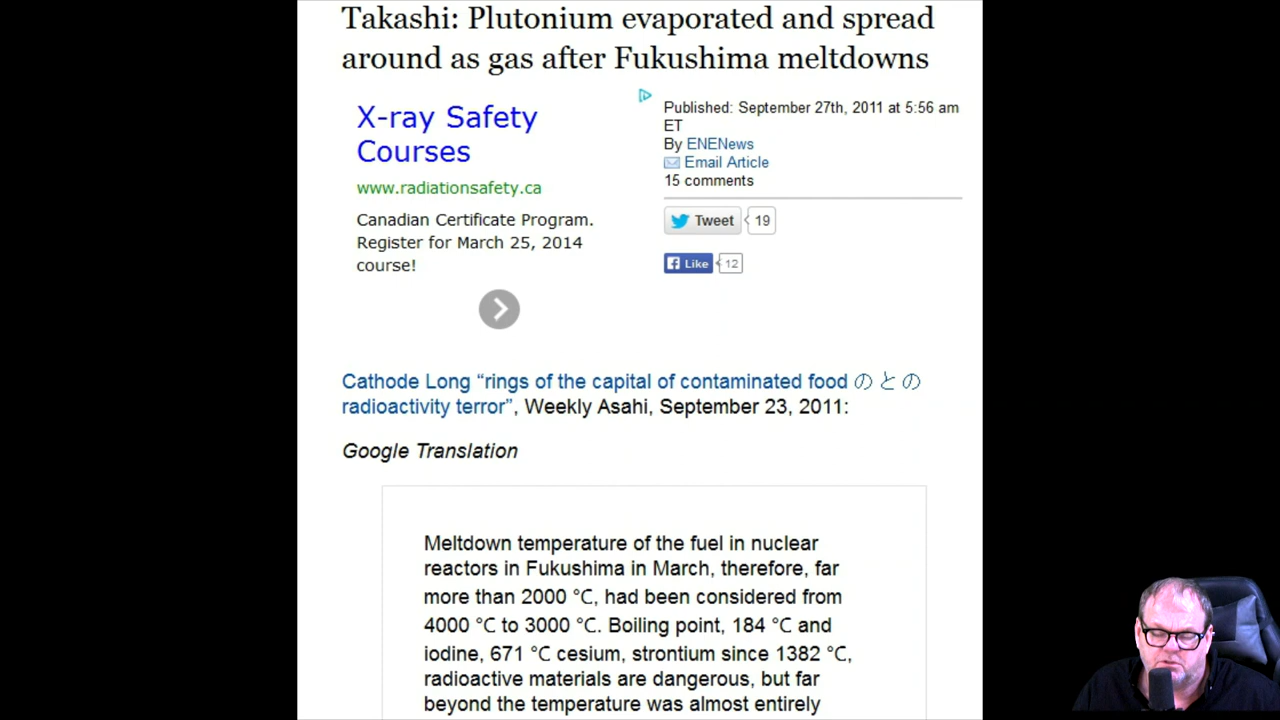 Takashi: Plutonium evaporated and spread
around as gas after Fukushima meltdowns
X-ray Safety
Courses
www.radiationsafety.ca
Canadian Certificate Program.
Register for March 25, 2014
course!
Published: September 27th, 2011 at 5:56 am
ET
By ENENews
Email Article
15 comments
Tweet 19
Like 12
Cathode Long “rings of the capital of contaminated food のとの
radioactivity terror”, Weekly Asahi, September 23, 2011:
Google Translation
Meltdown temperature of the fuel in nuclear
reactors in Fukushima in March, therefore, far
more than 2000 ℃, had been considered from
4000 ℃ to 3000 ℃. Boiling point, 184 ℃ and
iodine, 671 ℃ cesium, strontium since 1382 ℃,
radioactive materials are dangerous, but far
beyond the temperature was almost entirely